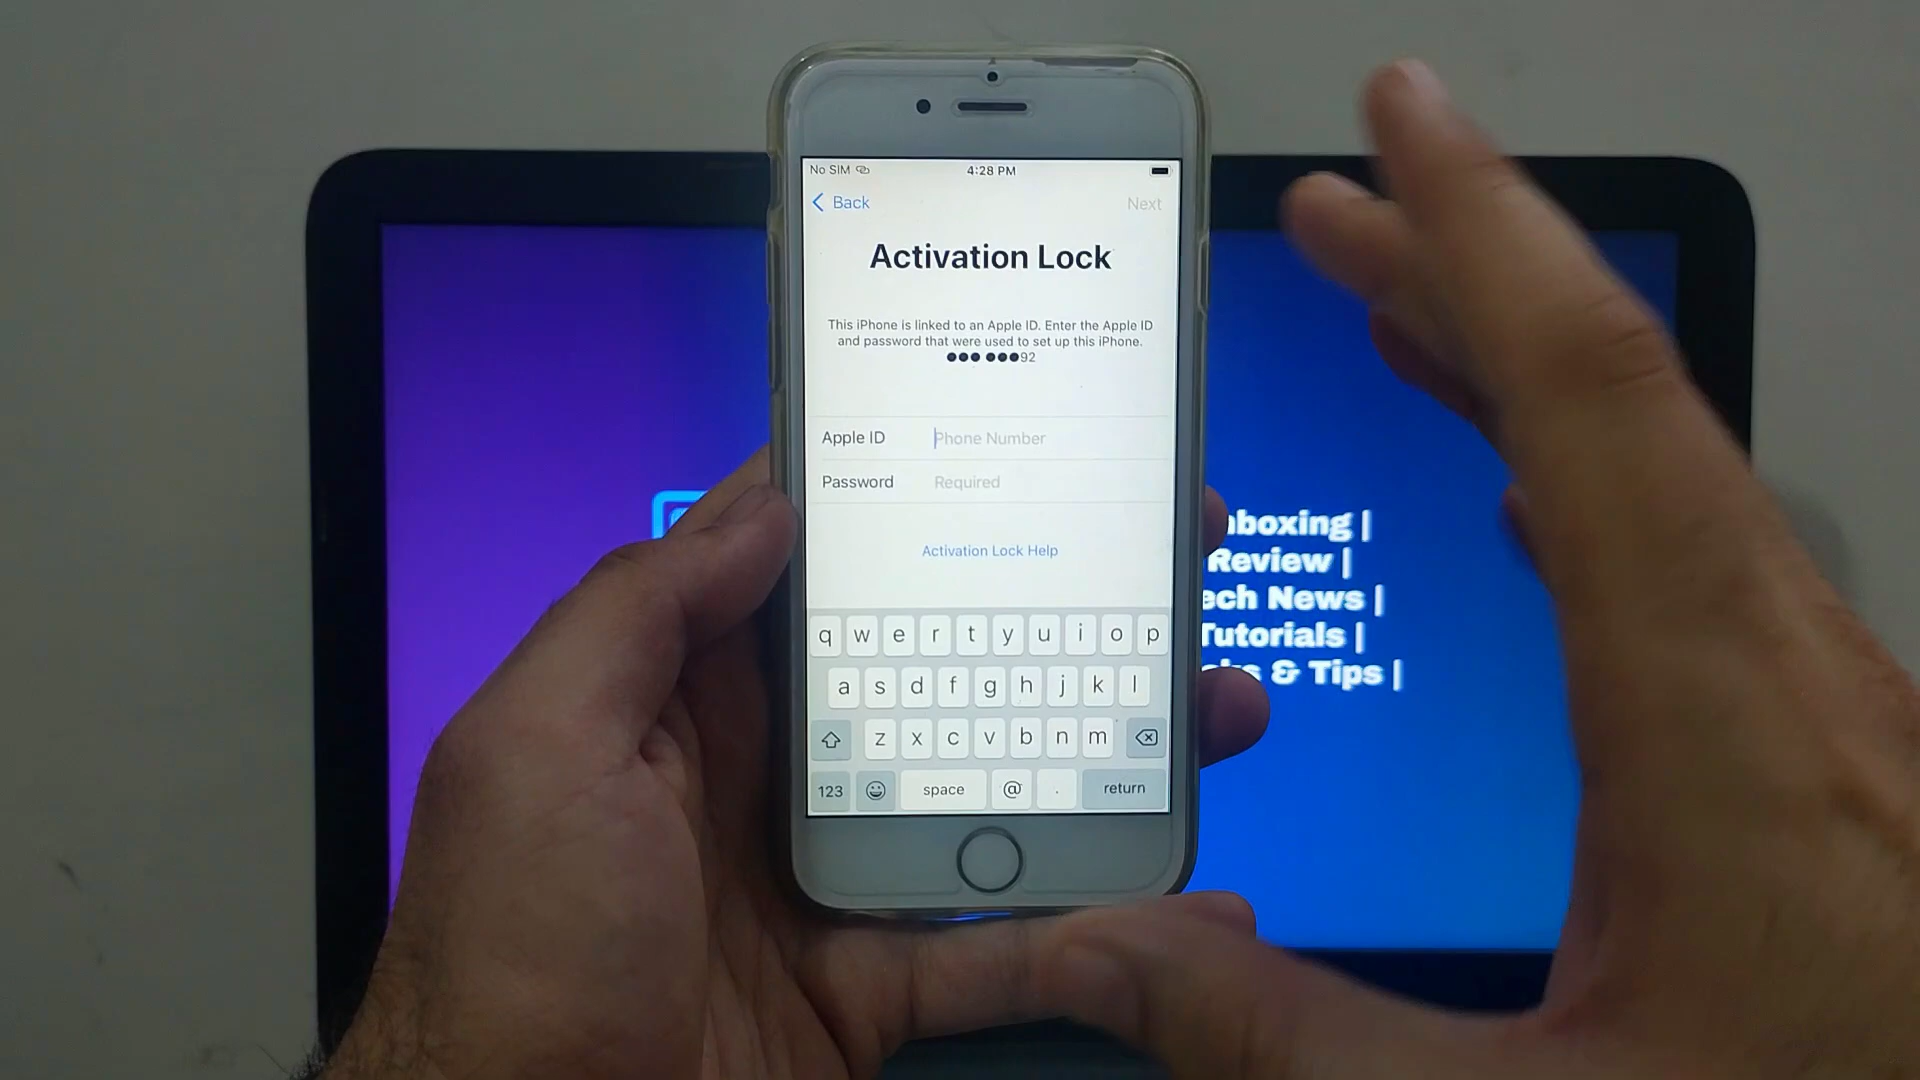 No SIM
4:28 PM
Back
Next
Activation Lock
This iPhone is linked to an Apple ID. Enter the Apple ID
and password that were used to set up this iPhone.
●●● ●●●92
Apple ID Phone Number
Password Required
Activation Lock Help
q w e r t y u i o p
a s d f g h j k l
z x c v b n m
123 space @ . return
Review |
News |
Tutorials |
& Tips |